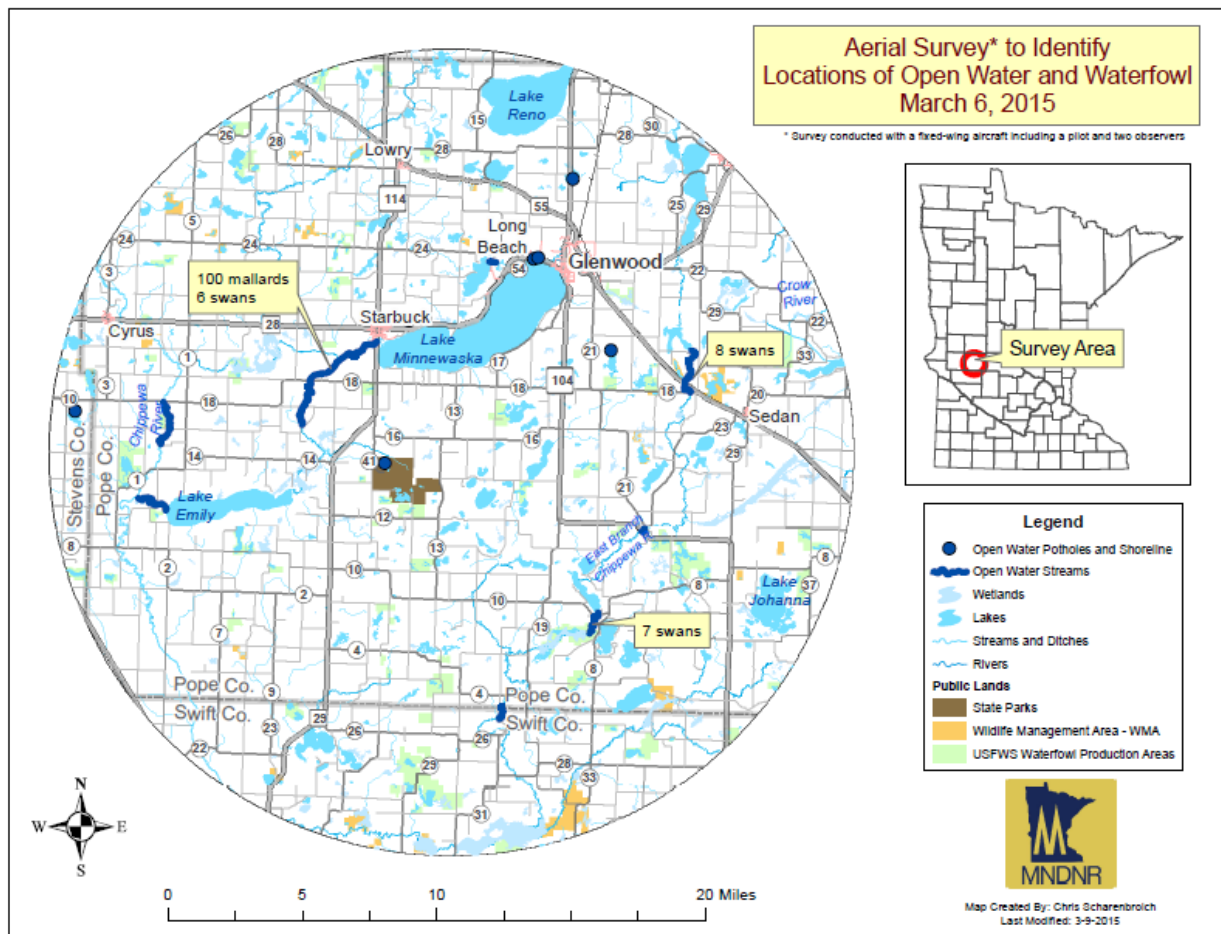 Aerial Survey* to Identify
Locations of Open Water and Waterfowl
March 6, 2015
* Survey conducted with a fixed-wing aircraft including a pilot and two observers
Lake
Reno
30
15
28
26
28
28
Lowry
114
55
25
29
5
Long
Beach
24
24
24
54
Glenwood
22
3
100 mallards
6 swans
Crow
River
29
22
Starbuck
Cyrus
28
Lake
Minnewaska
21
8 swans
33
1
17
104
3
18
18
18
20
10
18
13
Sedan
Chippewa
River
23
16
16
29
14
14
41
1
Stevens Co.
Pope Co.
Lake
Emily
21
12
East Branch
Chippewa R.
8
13
8
2
10
8
37
Lake
Johanna
2
10
7
19
7 swans
4
8
Pope Co.
9
4
Pope Co.
Swift Co.
Swift Co.
29
23
26
26
22
29
28
33
31
Survey Area
Legend
Open Water Potholes and Shoreline
Open Water Streams
Wetlands
Lakes
Streams and Ditches
Rivers
Public Lands
State Parks
Wildlife Management Area - WMA
USFWS Waterfowl Production Areas
N
W E
S
0 5 10 20 Miles
MNDNR
Map Created By: Chris Scharenbroich
Last Modified: 3-9-2015